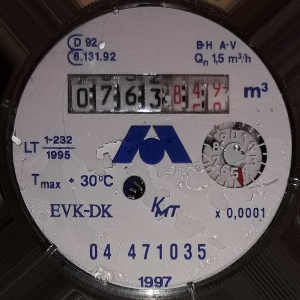 D 92
6.131.92
B·H A·V
Qn 1,5 m³/h
0763849
m³
LT 1-232
1995
Tmax + 30°C
EVK-DK
KMT
x 0,0001
04 471035
1997